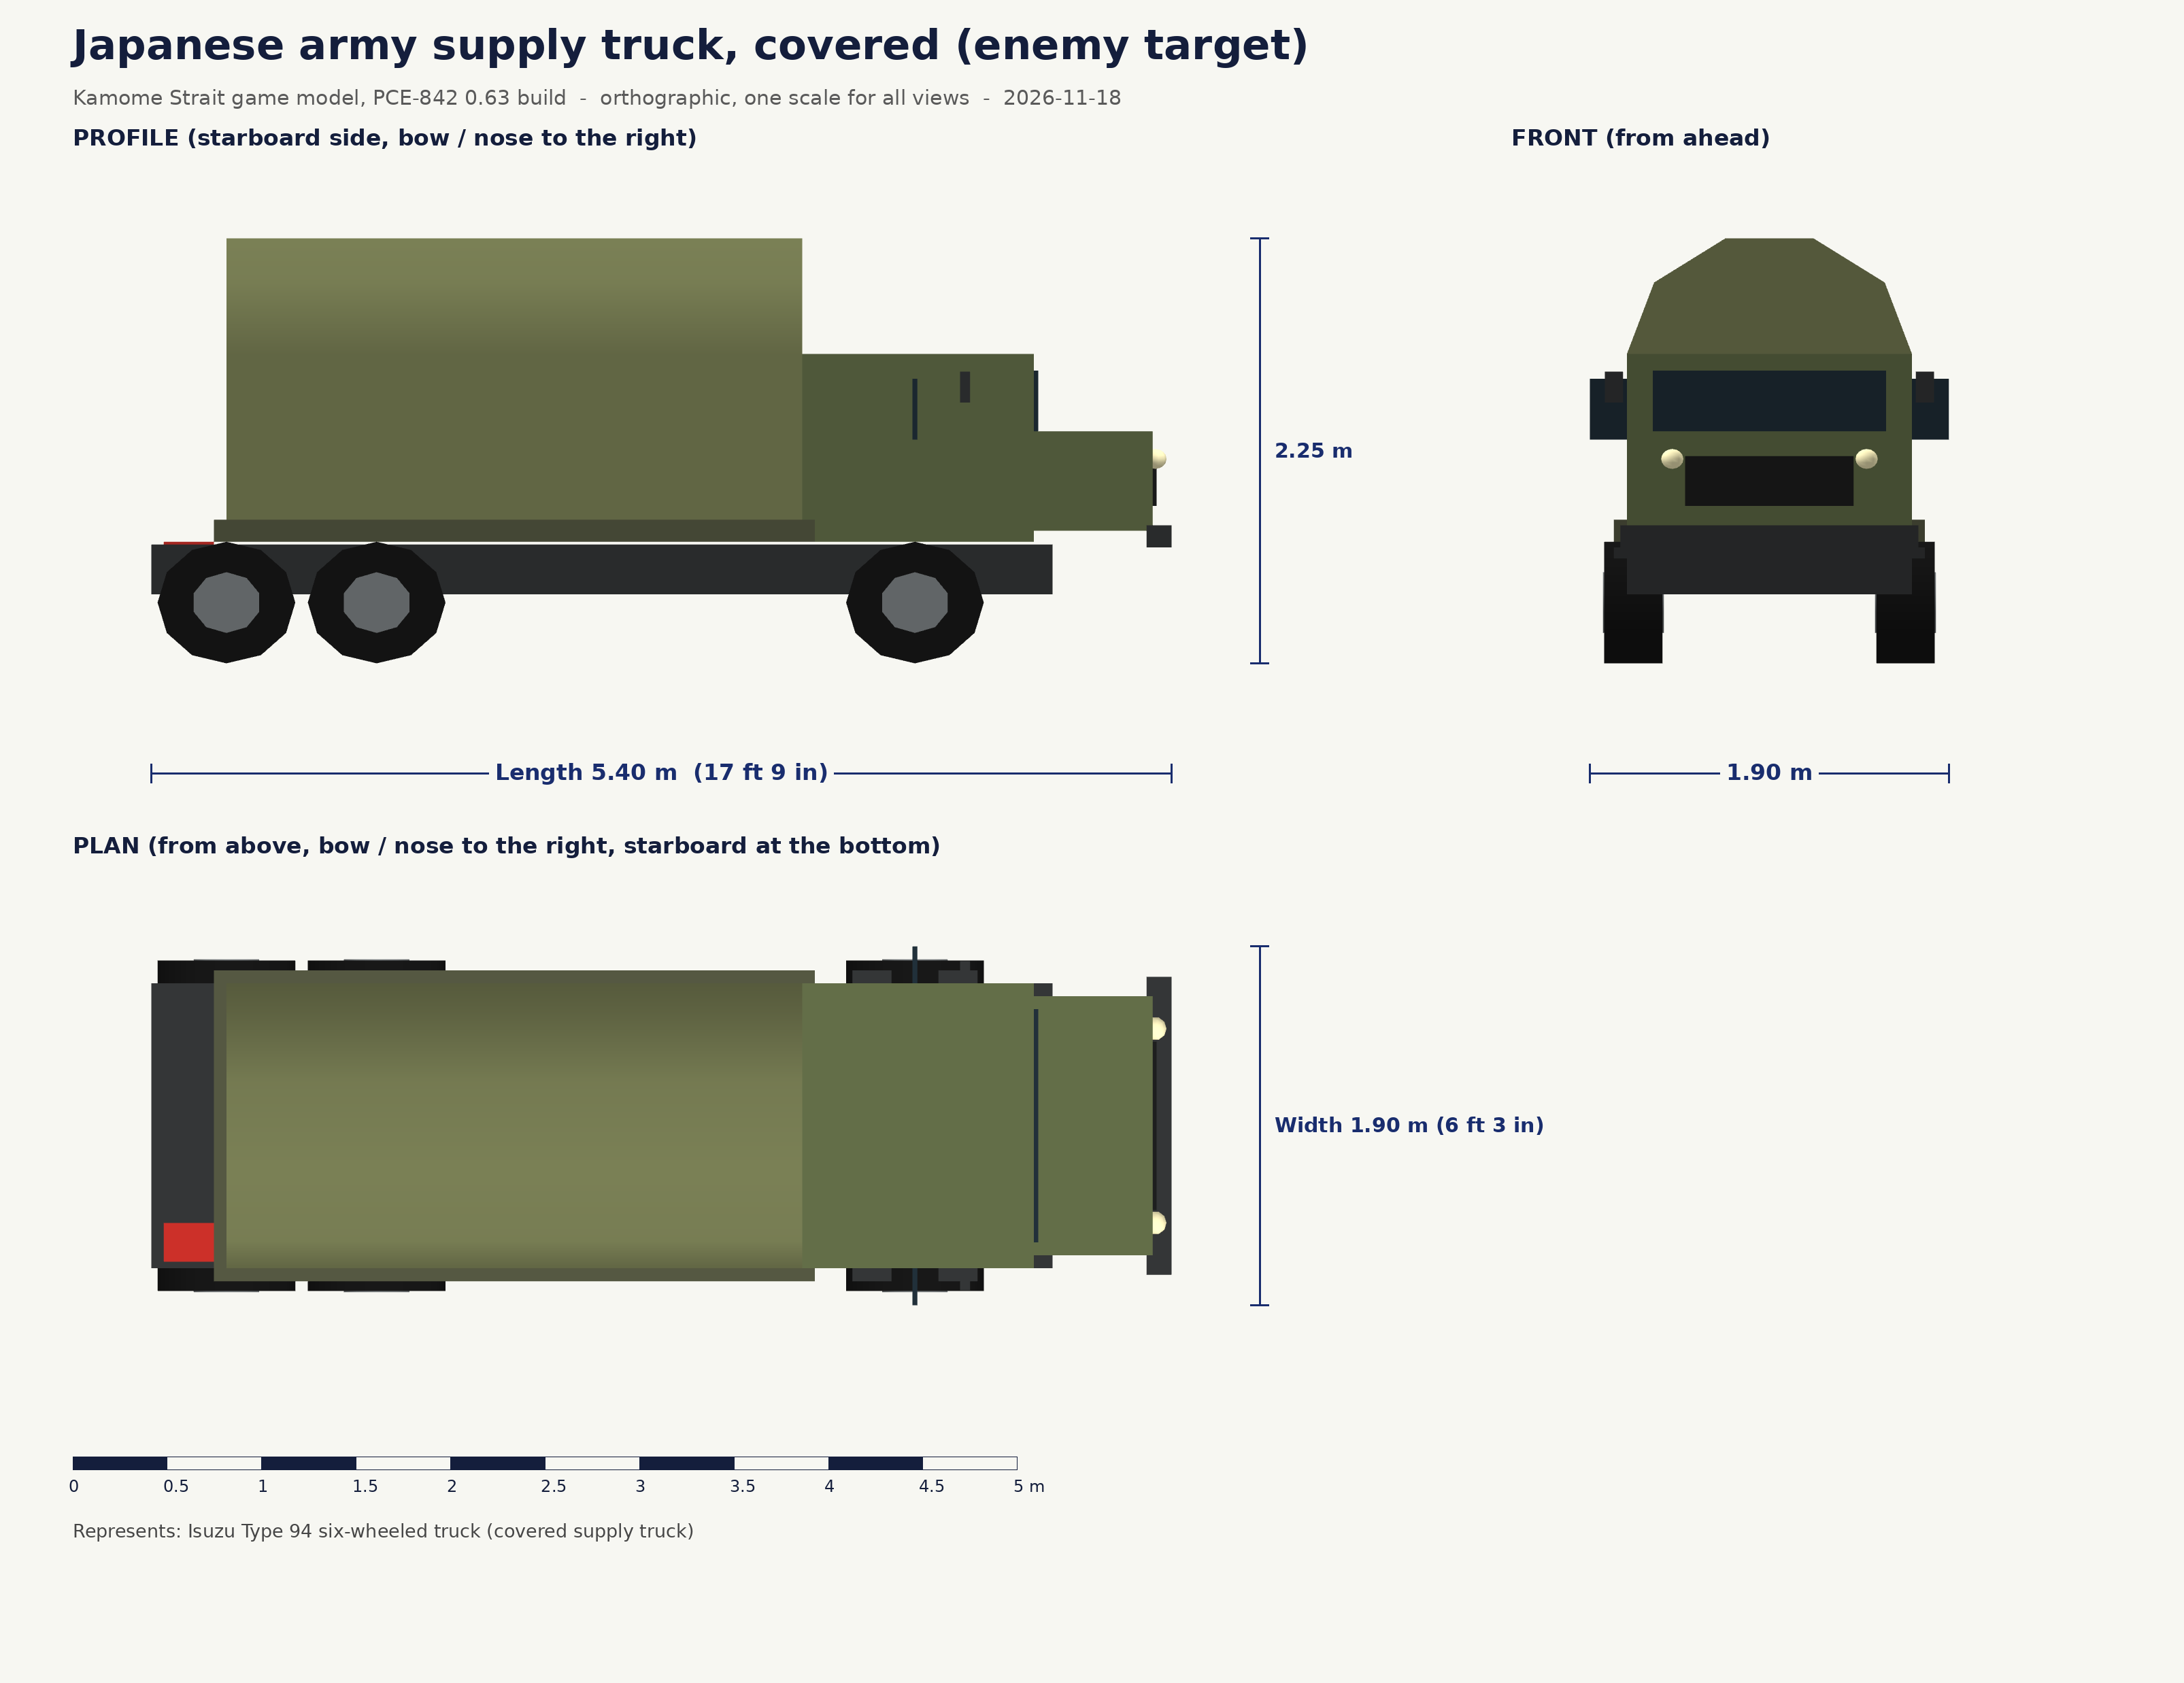 Japanese army supply truck, covered (enemy target)
Kamome Strait game model, PCE-842 0.63 build - orthographic, one scale for all views - 2026-11-18
PROFILE (starboard side, bow / nose to the right)
FRONT (from ahead)
2.25 m
Length 5.40 m (17 ft 9 in)
1.90 m
PLAN (from above, bow / nose to the right, starboard at the bottom)
Width 1.90 m (6 ft 3 in)
0 0.5 1 1.5 2 2.5 3 3.5 4 4.5 5 m
Represents: Isuzu Type 94 six-wheeled truck (covered supply truck)